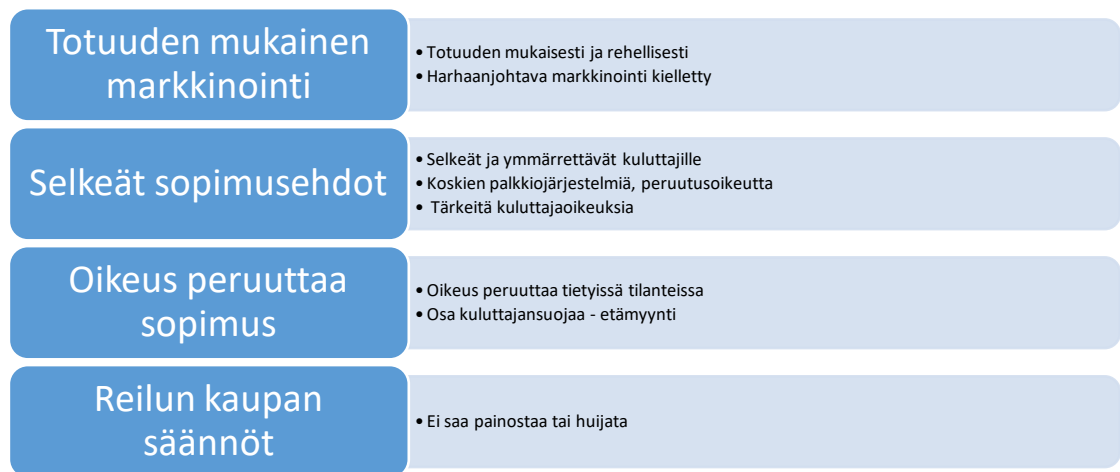 Totuuden mukainen
markkinointi
• Totuuden mukaisesti ja rehellisesti
• Harhaanjohtava markkinointi kielletty
Selkeät sopimusehdot
• Selkeät ja ymmärrettävät kuluttajille
• Koskien palkkiojärjestelmiä, peruutusoikeutta
• Tärkeitä kuluttajaoikeuksia
Oikeus peruuttaa
sopimus
• Oikeus peruuttaa tietyissä tilanteissa
• Osa kuluttajansuojaa - etämyynti
Reilun kaupan
säännöt
• Ei saa painostaa tai huijata